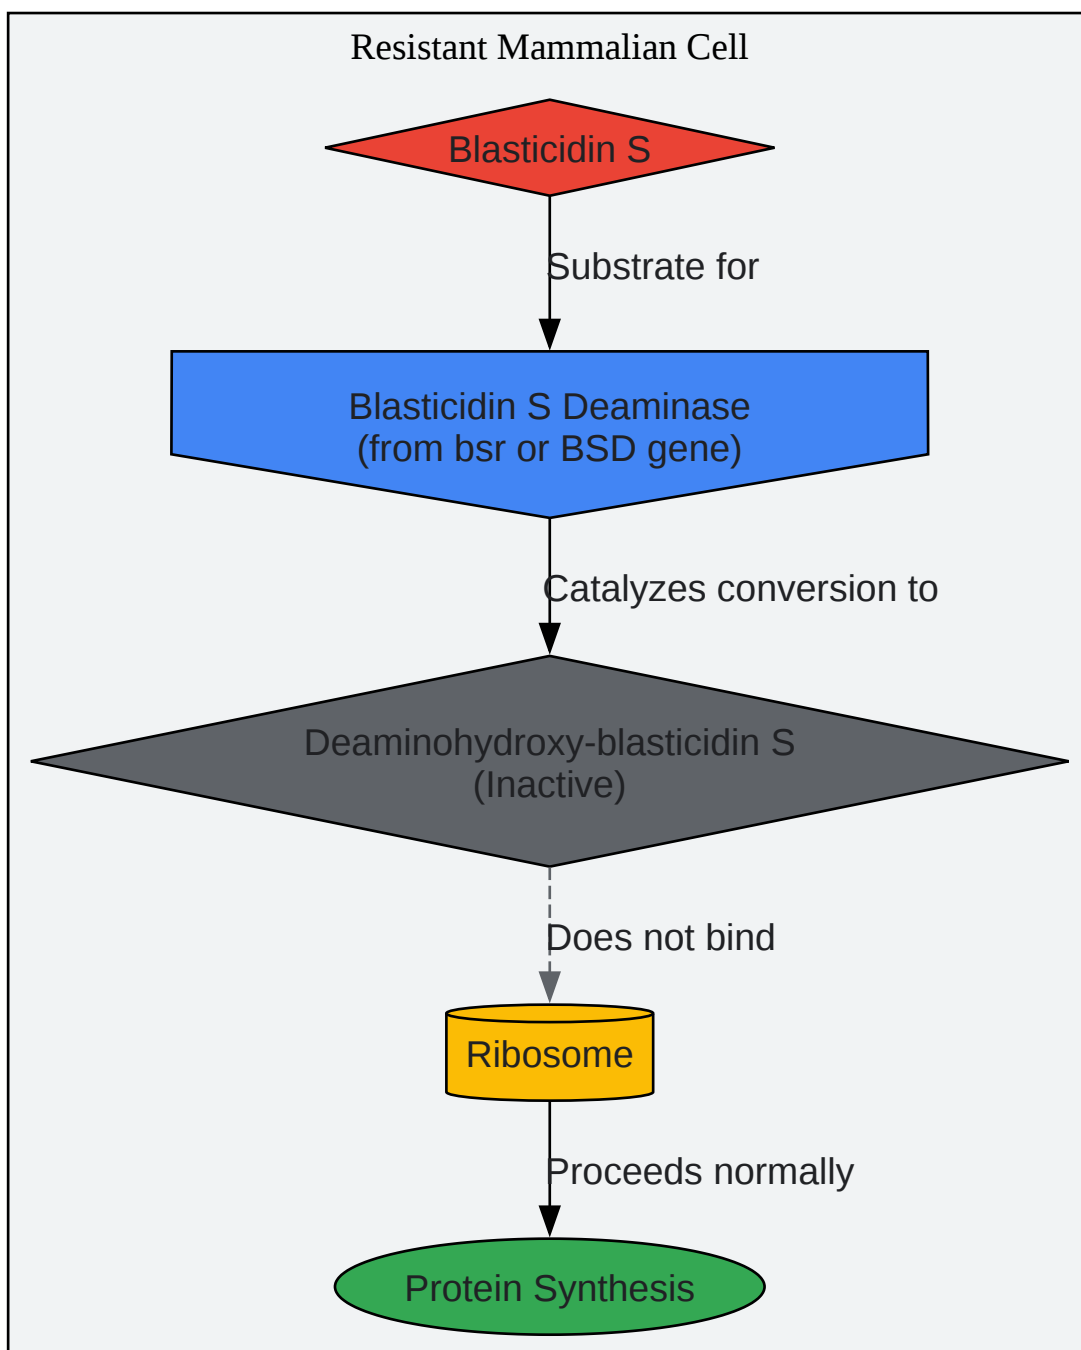 Resistant Mammalian Cell
Blasticidin S
Substrate for
Blasticidin S Deaminase
(from bsr or BSD gene)
Catalyzes conversion to
Deaminohydroxy-blasticidin S
(Inactive)
Does not bind
Ribosome
Proceeds normally
Protein Synthesis